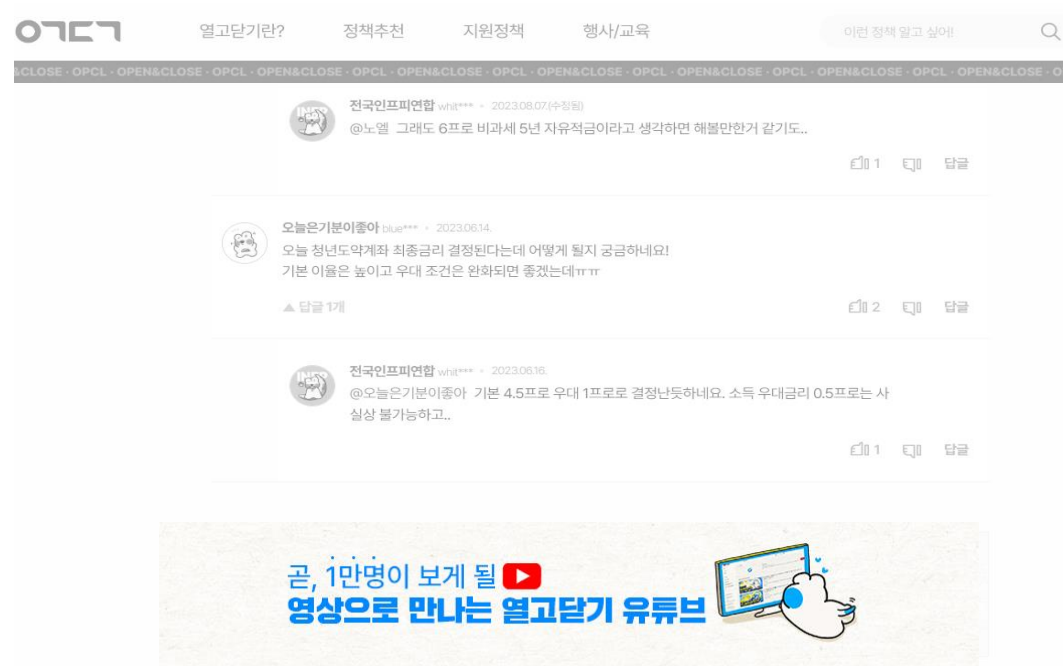 ㅇㄱㄷㄱ
열고닫기란? 정책추천 지원정책 행사/교육 이런 정책 알고 싶어!
&CLOSE · OPCL · OPEN&CLOSE · OPCL · OPEN&CLOSE · OPCL · OPEN&CLOSE · OPCL · OPEN&CLOSE · OPCL · OPEN&CLOSE · OPCL · OPEN&CLOSE · OPCL · OPEN&CLOSE · O
전국인프피연합 whit*** · 2023.08.07.(수정됨)
@노엘 그래도 6프로 비과세 5년 자유적금이라고 생각하면 해볼만한거 같기도..
1 답글
오늘은기분이좋아 blue*** · 2023.06.14.
오늘 청년도약계좌 최종금리 결정된다는데 어떻게 될지 궁금하네요!
기본 이율은 높이고 우대 조건은 완화되면 좋겠는데ㅠㅠ
▲ 답글 1개 2 답글
전국인프피연합 whit*** · 2023.06.16.
@오늘은기분이좋아 기본 4.5프로 우대 1프로로 결정난듯하네요. 소득 우대금리 0.5프로는 사
실상 불가능하고..
1 답글
곧, 1만명이 보게 될
영상으로 만나는 열고닫기 유튜브